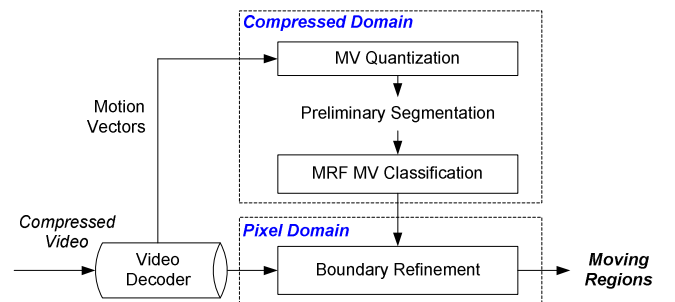 Compressed Domain
MV Quantization
Motion
Vectors
Preliminary Segmentation
MRF MV Classification
Compressed
Video
Pixel Domain
Video
Decoder
Boundary Refinement
Moving
Regions